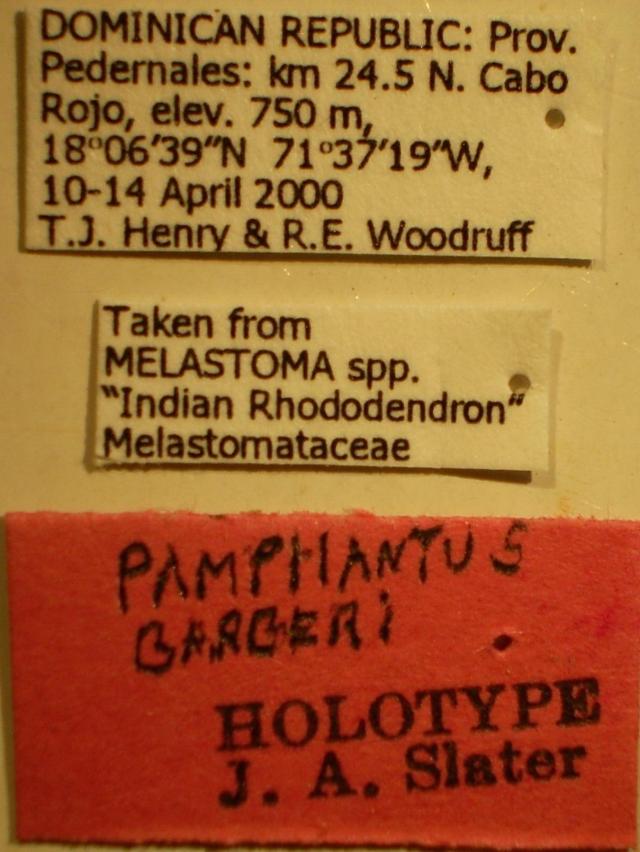 DOMINICAN REPUBLIC: Prov.
Pedernales: km 24.5 N. Cabo
Rojo, elev. 750 m,
18°06'39"N 71°37'19"W,
10-14 April 2000
T.J. Henry & R.E. Woodruff
Taken from
MELASTOMA spp.
"Indian Rhododendron"
Melastomataceae
PAMPHANTUS
BARBERI
HOLOTYPE
J. A. Slater